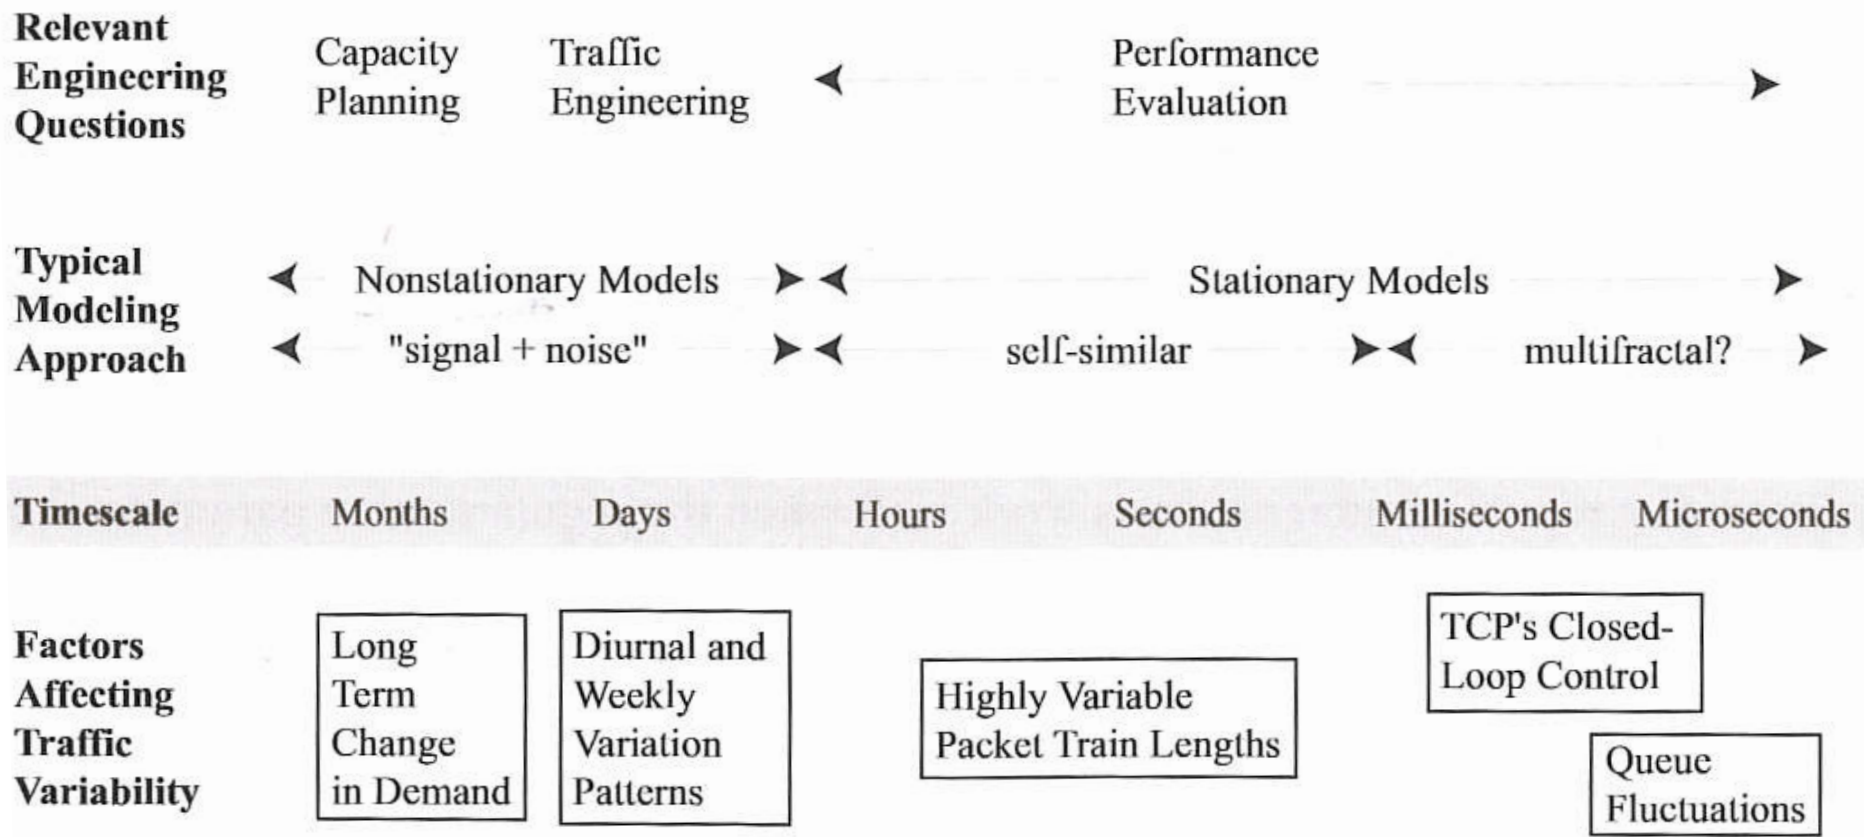 Relevant
Engineering
Questions
Capacity
Planning
Traffic
Engineering
Performance
Evaluation
Typical
Modeling
Approach
Nonstationary Models
Stationary Models
"signal + noise"
self-similar
multifractal?
Timescale Months Days Hours Seconds Milliseconds Microseconds
Factors
Affecting
Traffic
Variability
Long
Term
Change
in Demand
Diurnal and
Weekly
Variation
Patterns
Highly Variable
Packet Train Lengths
TCP's Closed-
Loop Control
Queue
Fluctuations